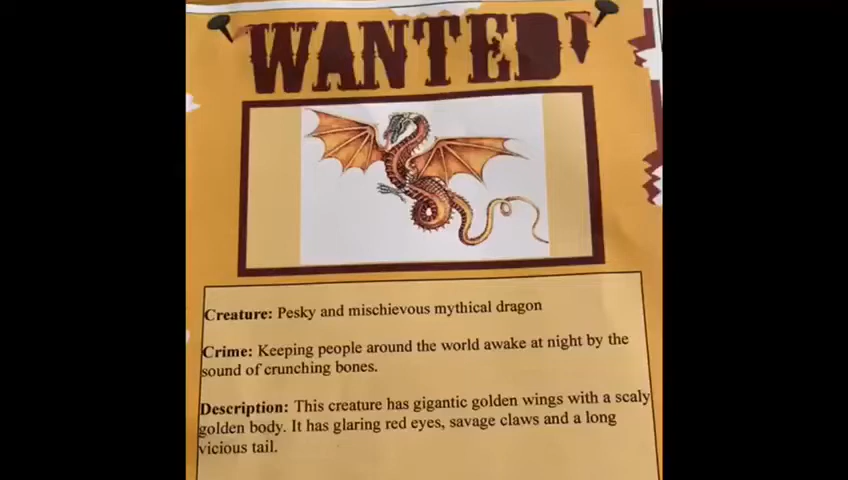 WANTED!
Creature: Pesky and mischievous mythical dragon
Crime: Keeping people around the world awake at night by the
sound of crunching bones.
Description: This creature has gigantic golden wings with a scaly
golden body. It has glaring red eyes, savage claws and a long
vicious tail.